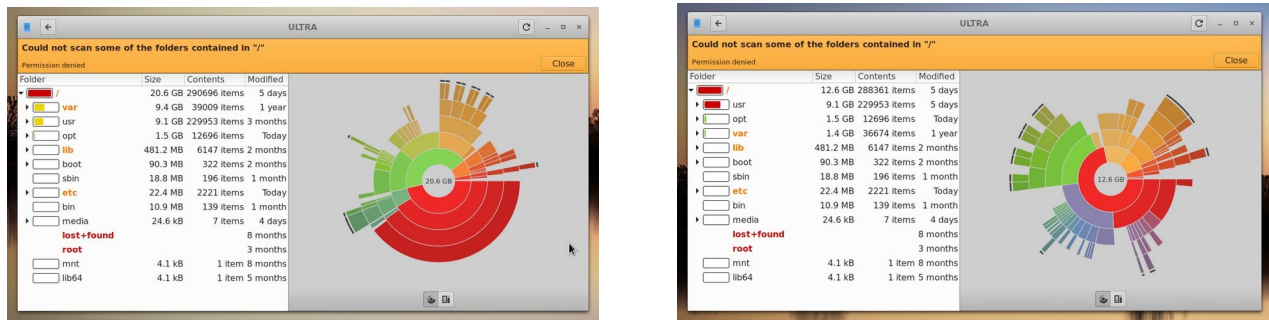 ULTRA
Could not scan some of the folders contained in "/"
Permission denied
Close
Folder Size Contents Modified
/ 20.6 GB 290696 items 5 days
var 9.4 GB 39009 items 1 year
usr 9.1 GB 229953 items 3 months
opt 1.5 GB 12696 items Today
lib 481.2 MB 6147 items 2 months
boot 90.3 MB 322 items 2 months
sbin 18.8 MB 196 items 1 month
etc 22.4 MB 2221 items Today
bin 10.9 MB 139 items 1 month
media 24.6 kB 7 items 4 days
lost+found 8 months
root 3 months
mnt 4.1 kB 1 item 8 months
lib64 4.1 kB 1 item 5 months
20.6 GB
ULTRA
Could not scan some of the folders contained in "/"
Permission denied
Close
Folder Size Contents Modified
/ 12.6 GB 288361 items 5 days
usr 9.1 GB 229953 items 3 months
opt 1.5 GB 12696 items Today
var 1.4 GB 36674 items 1 year
lib 481.2 MB 6147 items 2 months
boot 90.3 MB 322 items 2 months
sbin 18.8 MB 196 items 1 month
etc 22.4 MB 2221 items Today
bin 10.9 MB 139 items 1 month
media 24.6 kB 7 items 4 days
lost+found 8 months
root 3 months
mnt 4.1 kB 1 item 8 months
lib64 4.1 kB 1 item 5 months
12.6 GB